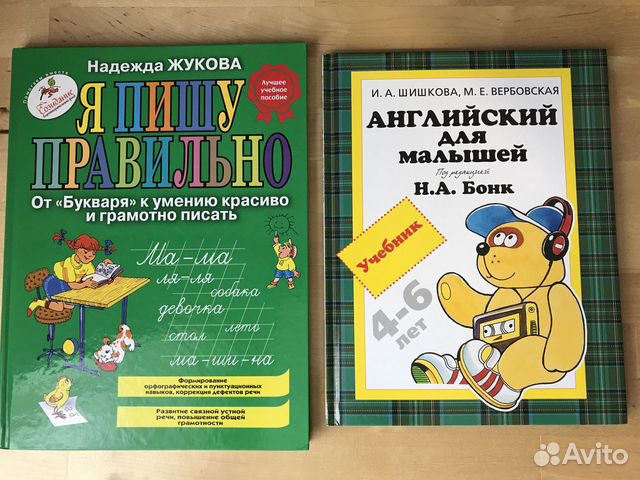 Надежда ЖУКОВА
Созидание
Лучшее
учебное
пособие
Я ПИШУ
ПРАВИЛЬНО
От «Букваря» к умению красиво
и грамотно писать
Ма-ма
ля-ля
собака
девочка
лето
стол
ма-ши-на
Формирование
орфографических и пунктуационных
навыков, коррекция дефектов речи
Развитие связной устной
речи, повышение общей
грамотности
И. А. ШИШКОВА, М. Е. ВЕРБОВСКАЯ
АНГЛИЙСКИЙ
ДЛЯ
МАЛЫШЕЙ
Под редакцией
Н.А. Бонк
Учебник
4-6
лет
Avito